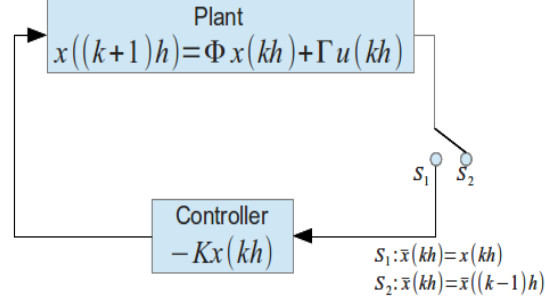 Plant
x((k+1)h)=Φx(kh)+Γu(kh)
S₁ S₂
Controller
−Kx(kh)
S₁:x̄(kh)=x(kh)
S₂:x̄(kh)=x̄((k−1)h)